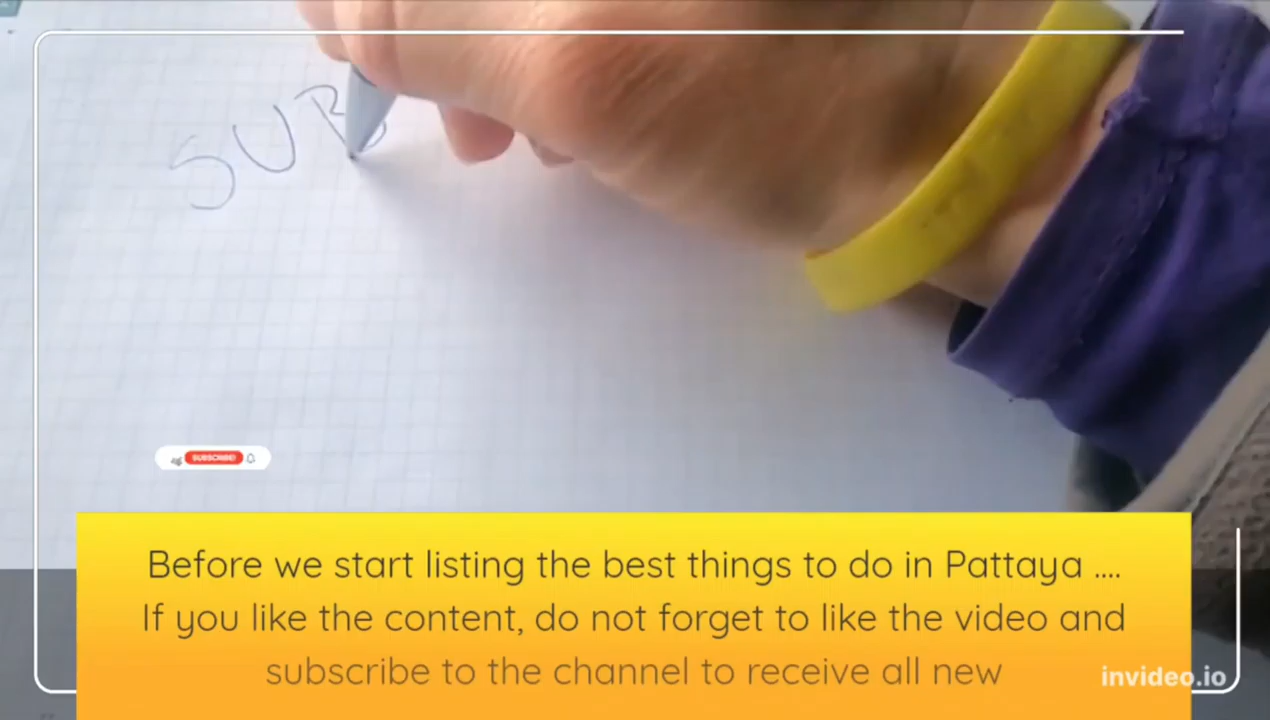 SUB
SUBSCRIBE!
Before we start listing the best things to do in Pattaya ....
If you like the content, do not forget to like the video and
subscribe to the channel to receive all new
invideo.io